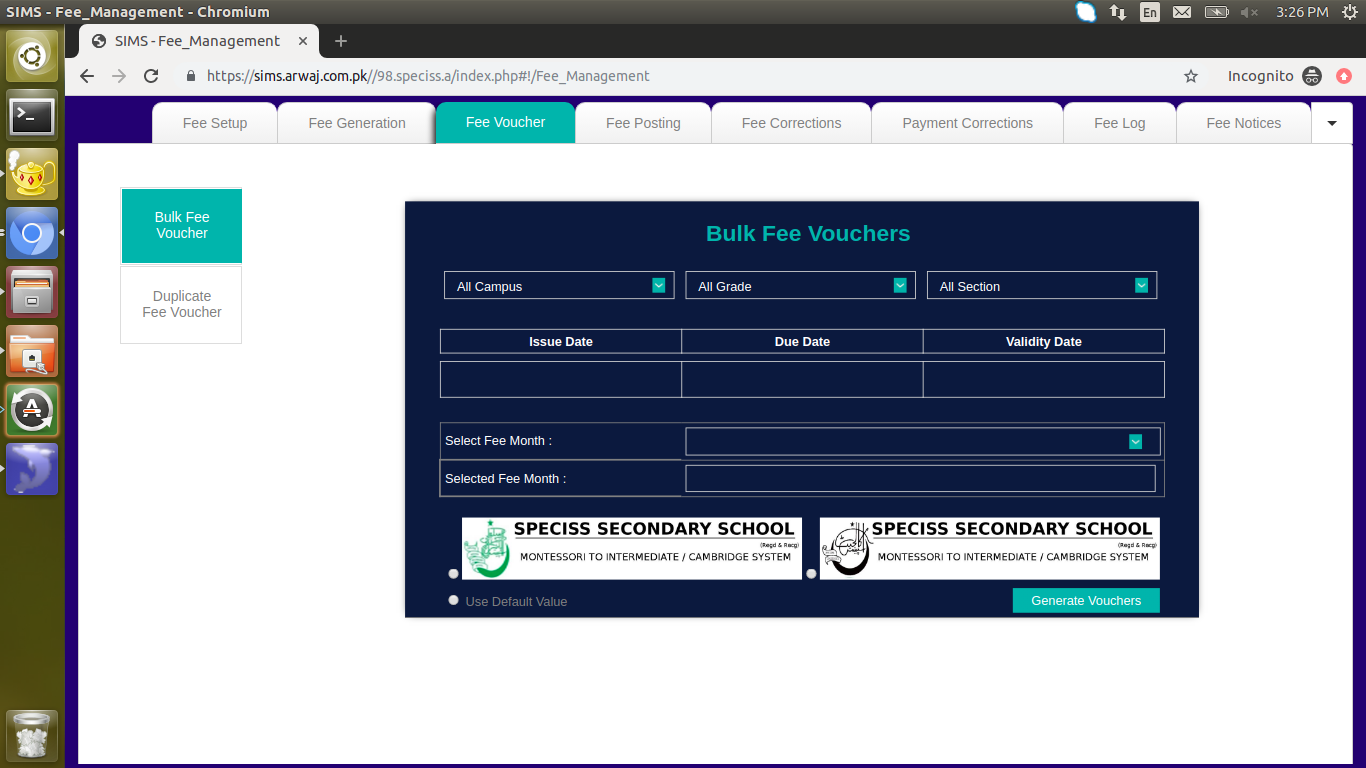 SIMS - Fee_Management - Chromium
En
3:26 PM
SIMS - Fee_Management
https://sims.arwaj.com.pk//98.speciss.a/index.php#!/Fee_Management
Incognito
Fee Setup
Fee Generation
Fee Voucher
Fee Posting
Fee Corrections
Payment Corrections
Fee Log
Fee Notices
Bulk Fee
Voucher
Duplicate
Fee Voucher
Bulk Fee Vouchers
All Campus
All Grade
All Section
Issue Date
Due Date
Validity Date
Select Fee Month :
Selected Fee Month :
SPECISS SECONDARY SCHOOL
(Regd & Recg)
MONTESSORI TO INTERMEDIATE / CAMBRIDGE SYSTEM
SPECISS SECONDARY SCHOOL
(Regd & Recg)
MONTESSORI TO INTERMEDIATE / CAMBRIDGE SYSTEM
Use Default Value
Generate Vouchers